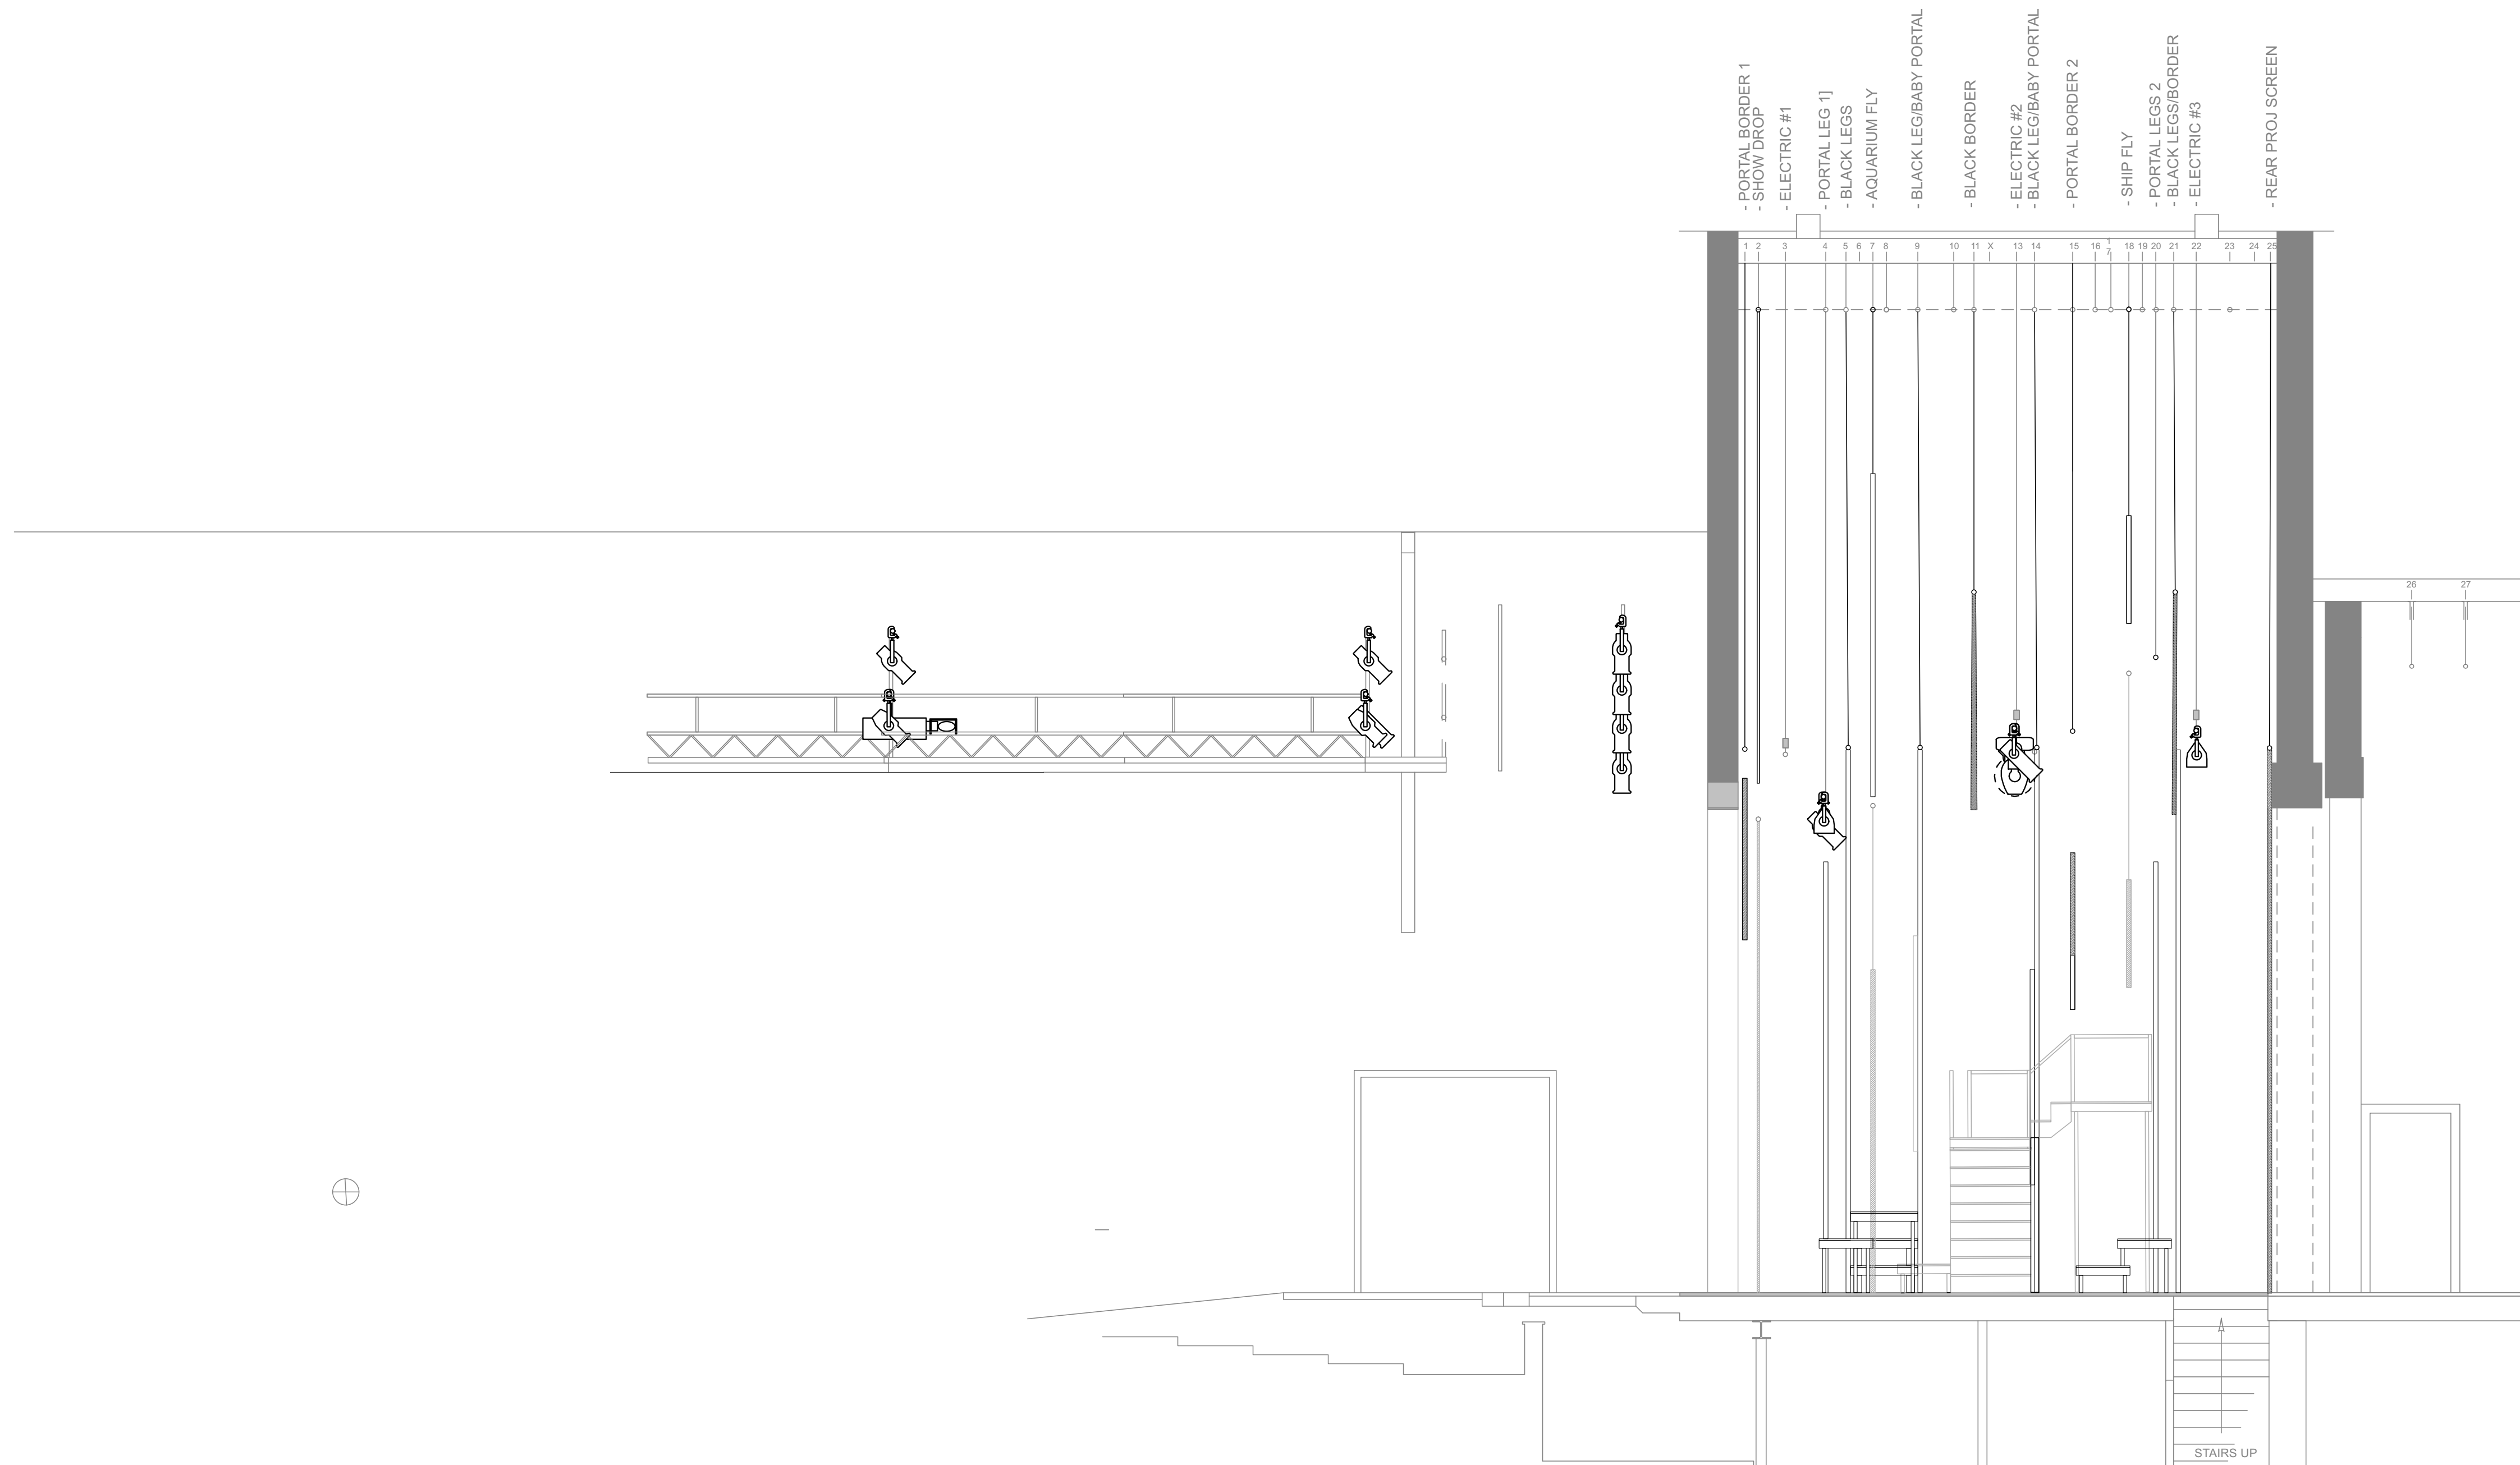 - PORTAL BORDER 1
- SHOW DROP
- ELECTRIC #1
- PORTAL LEG 1]
- BLACK LEGS
- AQUARIUM FLY
- BLACK LEG/BABY PORTAL
- BLACK BORDER
- ELECTRIC #2
- BLACK LEG/BABY PORTAL
- PORTAL BORDER 2
- SHIP FLY
- PORTAL LEGS 2
- BLACK LEGS/BORDER
- ELECTRIC #3
- REAR PROJ SCREEN
1 2 3 4 5 6 7 8 9 10 11 X 13 14 15 16 17 18 19 20 21 22 23 24 25
26 27
STAIRS UP